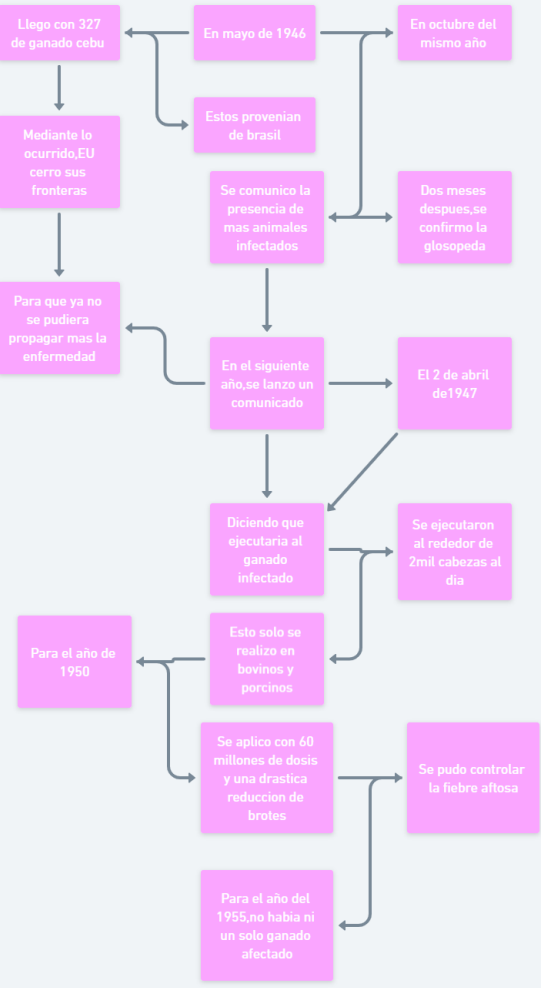 Llego con 327
de ganado cebu
En mayo de 1946
En octubre del
mismo año
Estos provenian
de brasil
Mediante lo
ocurrido,EU
cerro sus
fronteras
Se comunico la
presencia de
mas animales
infectados
Dos meses
despues,se
confirmo la
glosopeda
Para que ya no
se pudiera
propagar mas la
enfermedad
En el siguiente
año,se lanzo un
comunicado
El 2 de abril
de1947
Diciendo que
ejecutaria al
ganado
infectado
Se ejecutaron
al rededor de
2mil cabezas al
dia
Esto solo se
realizo en
bovinos y
porcinos
Para el año de
1950
Se aplico con 60
millones de dosis
y una drastica
reduccion de
brotes
Se pudo controlar
la fiebre aftosa
Para el año del
1955,no habia ni
un solo ganado
afectado